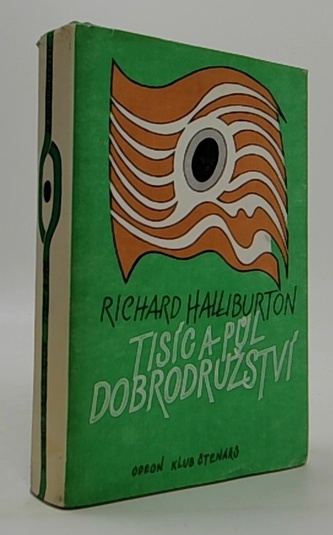 RICHARD HALLIBURTON
TISÍC A PŮL
DOBRODRUŽSTVÍ
ODEON KLUB ČTENÁŘŮ